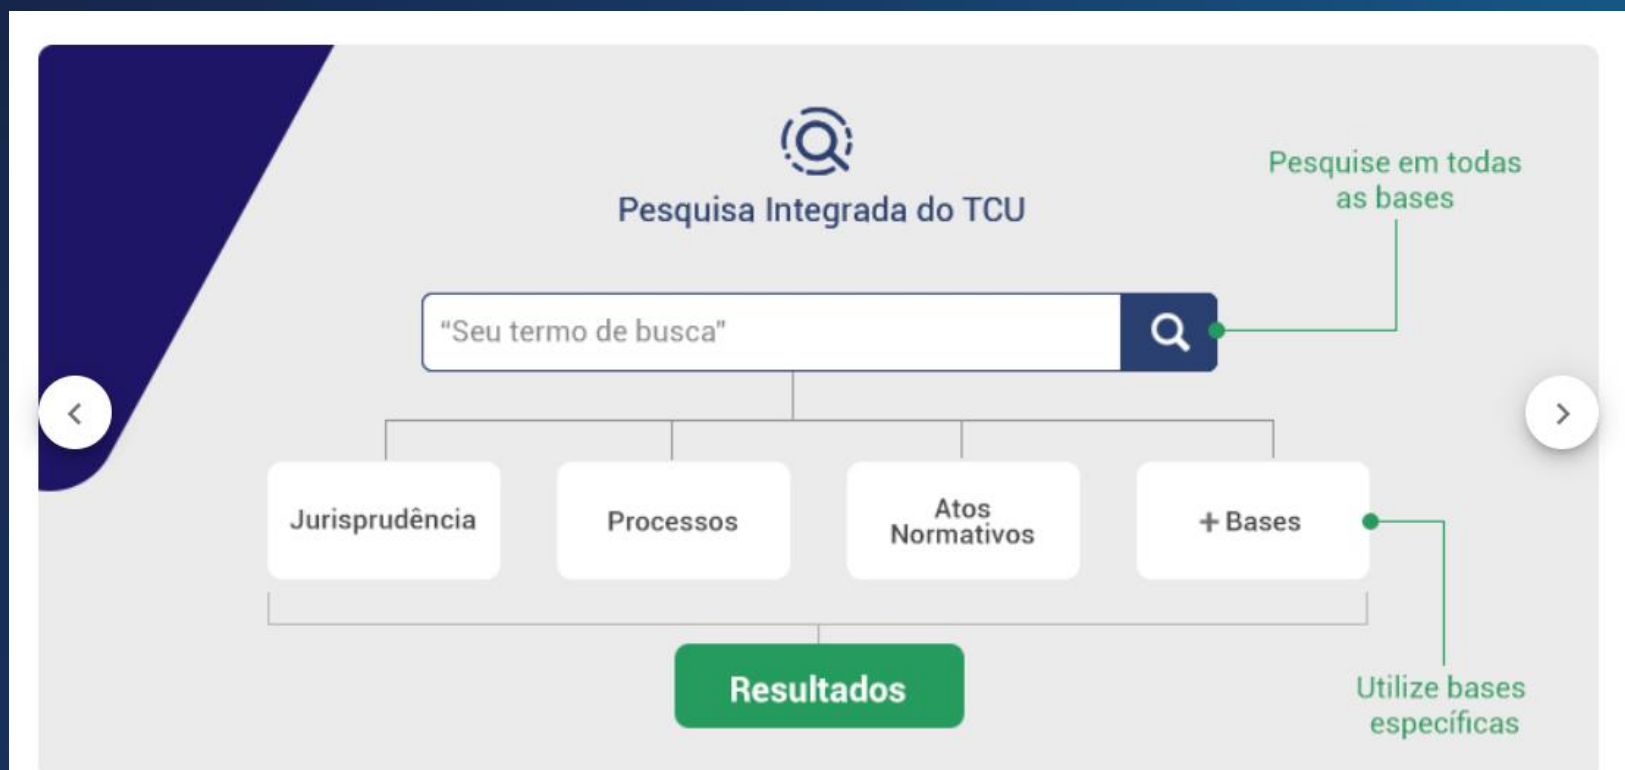 Pesquisa Integrada do TCU
Pesquise em todas
as bases
"Seu termo de busca"
Jurisprudência
Processos
Atos
Normativos
+ Bases
Resultados
Utilize bases
específicas